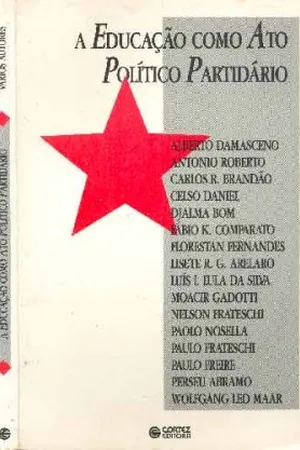 A EDUCAÇÃO COMO ATO
POLÍTICO PARTIDÁRIO
ALBERTO DAMASCENO
ANTONIO ROBERTO
CARLOS R. BRANDÃO
CELSO DANIEL
DJALMA BOM
FÁBIO K. COMPARATO
FLORESTAN FERNANDES
LISETE R. G. ARELARO
LUÍS I. LULA DA SILVA
MOACIR GADOTTI
NELSON FRATESCHI
PAOLO NOSELLA
PAULO FRATESCHI
PAULO FREIRE
PERSEU ABRAMO
WOLFGANG LEO MAAR
CORTEZ
EDITORA
VÁRIOS AUTORES
A EDUCAÇÃO COMO ATO POLÍTICO PARTIDÁRIO